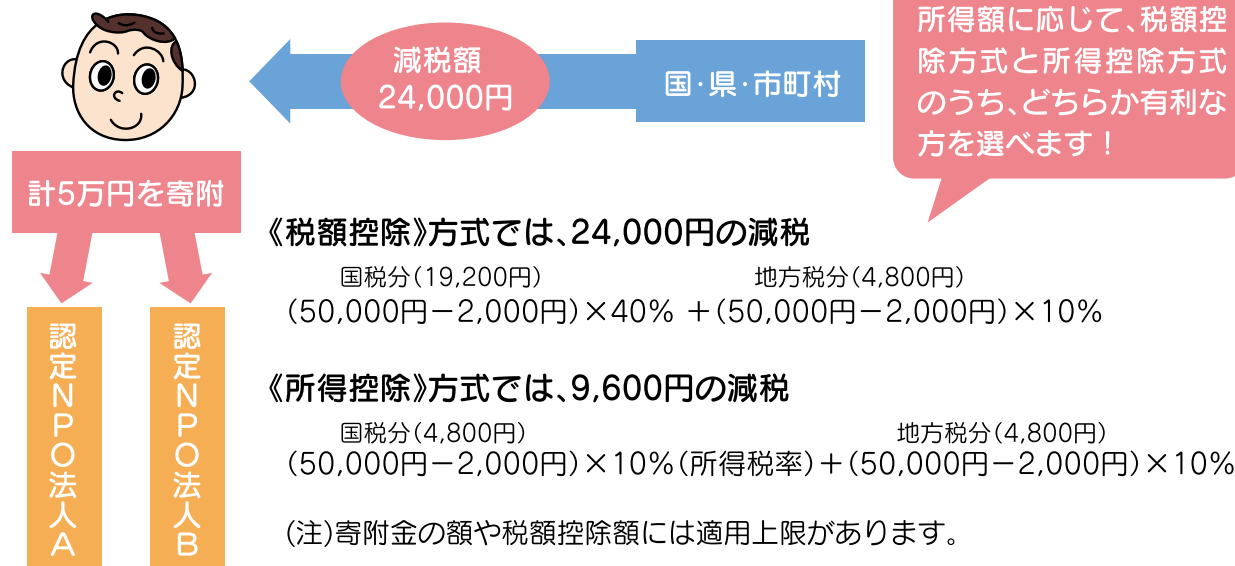 減税額
24,000円
国・県・市町村
所得額に応じて、税額控
除方式と所得控除方式
のうち、どちらか有利な
方を選べます！
計5万円を寄附
認定NPO法人A
認定NPO法人B
《税額控除》方式では、24,000円の減税
国税分(19,200円) 地方税分(4,800円)
(50,000円－2,000円)×40% ＋(50,000円－2,000円)×10%
《所得控除》方式では、9,600円の減税
国税分(4,800円) 地方税分(4,800円)
(50,000円－2,000円)×10%(所得税率)＋(50,000円－2,000円)×10%
(注)寄附金の額や税額控除額には適用上限があります。